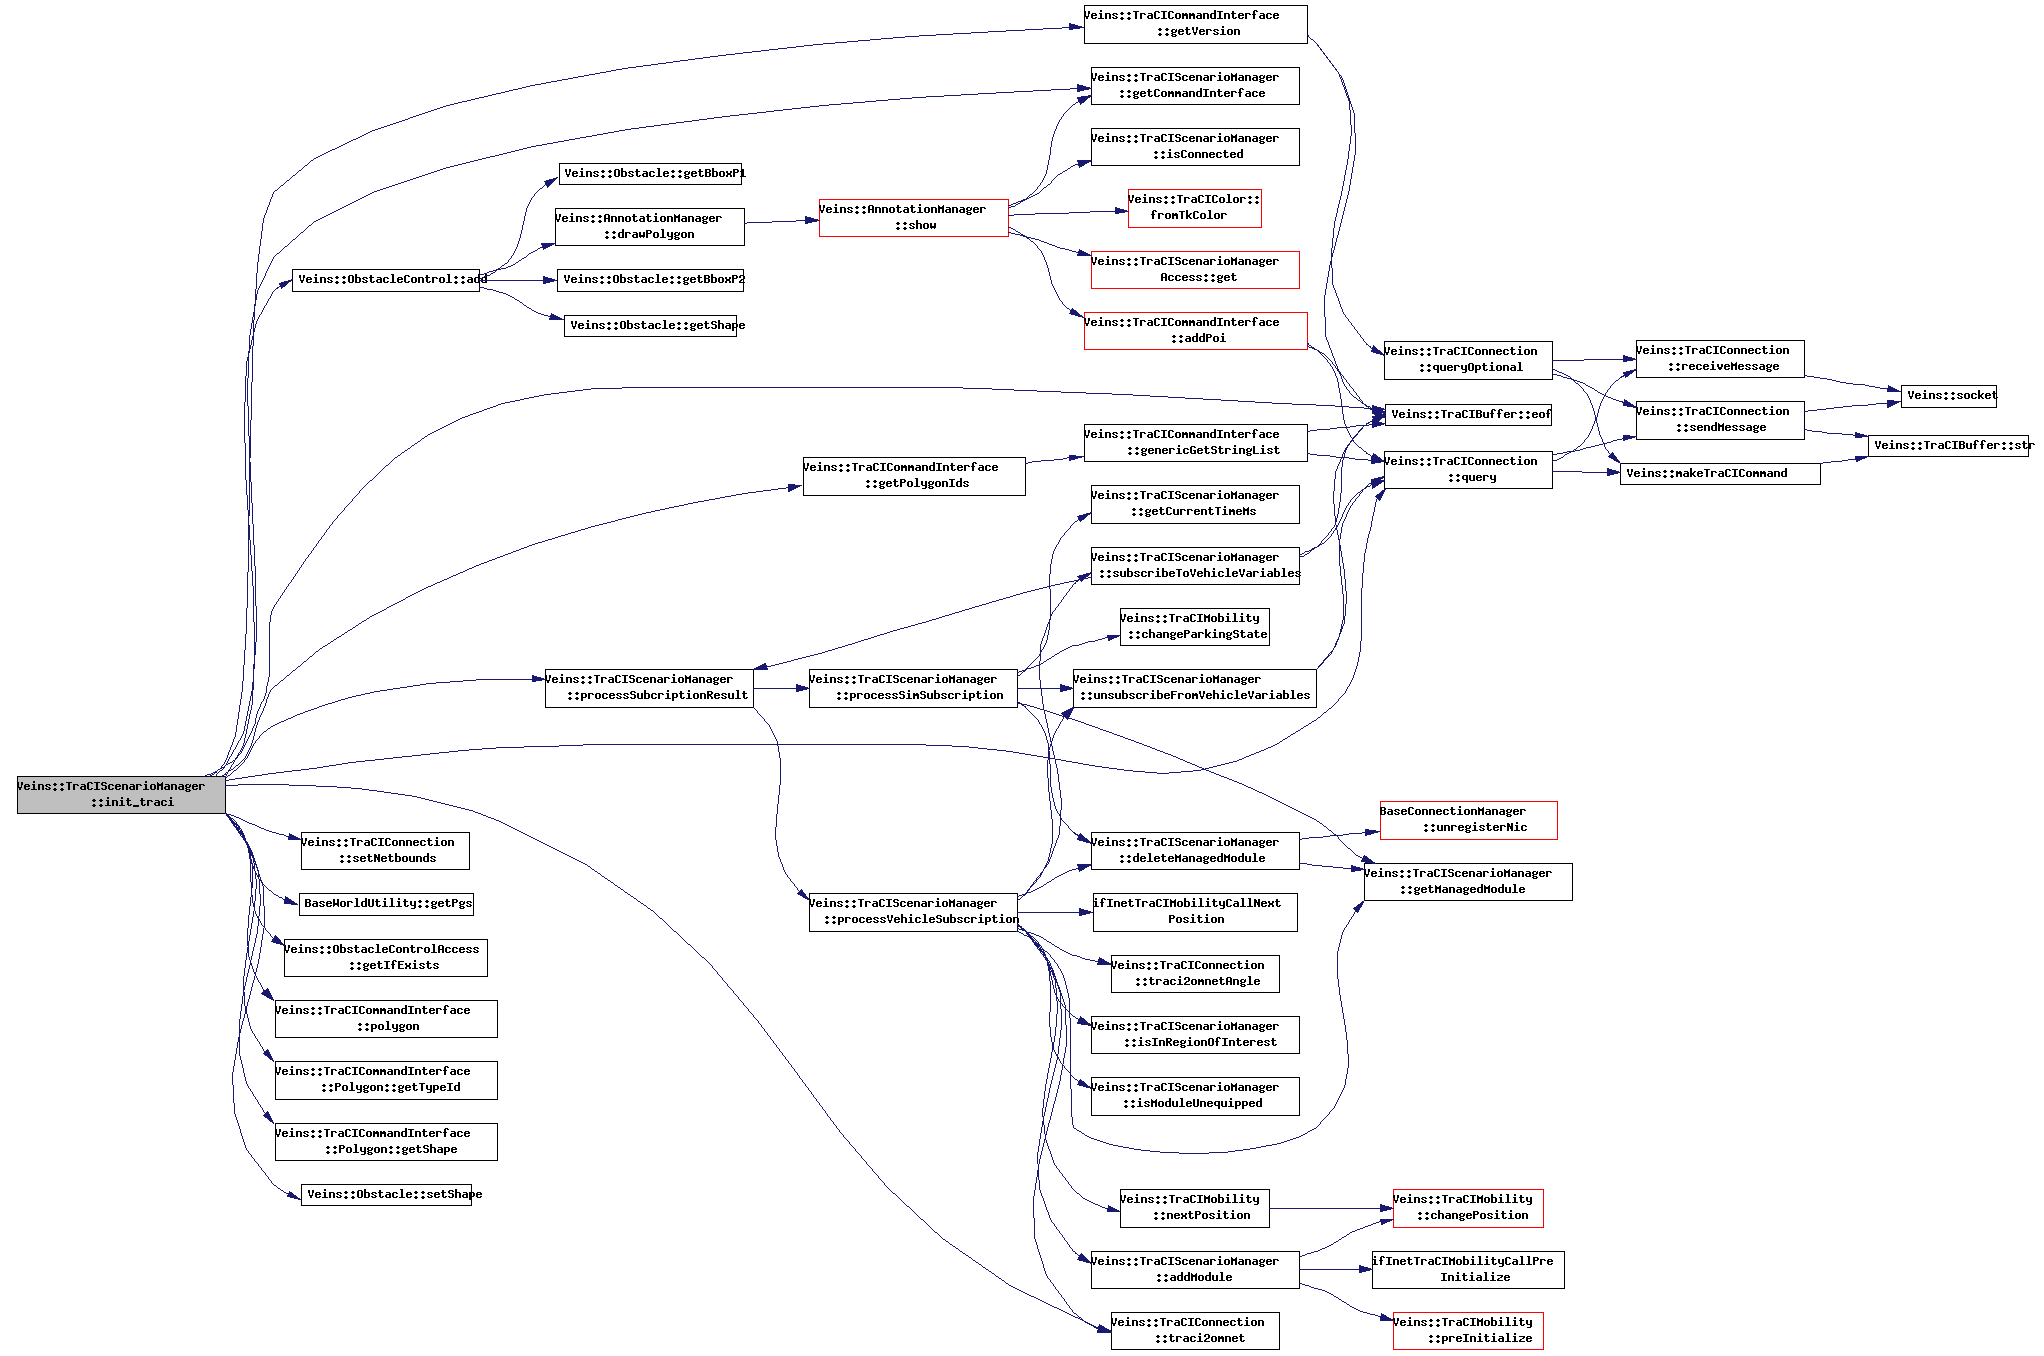 Veins::TraCICommandInterface
::getVersion
Veins::TraCIScenarioManager
::getCommandInterface
Veins::TraCIScenarioManager
::isConnected
Veins::Obstacle::getBboxP1
Veins::TraCIColor::
fromTkColor
Veins::AnnotationManager
::show
Veins::AnnotationManager
::drawPolygon
Veins::TraCIScenarioManager
Access::get
Veins::ObstacleControl::add
Veins::Obstacle::getBboxP2
Veins::Obstacle::getShape
Veins::TraCICommandInterface
::addPoi
Veins::TraCIConnection
::queryOptional
Veins::TraCIConnection
::receiveMessage
Veins::socket
Veins::TraCIBuffer::eof
Veins::TraCIConnection
::sendMessage
Veins::TraCICommandInterface
::genericGetStringList
Veins::TraCIBuffer::str
Veins::TraCICommandInterface
::getPolygonIds
Veins::TraCIConnection
::query
Veins::makeTraCICommand
Veins::TraCIScenarioManager
::getCurrentTimeMs
Veins::TraCIScenarioManager
::subscribeToVehicleVariables
Veins::TraCIMobility
::changeParkingState
Veins::TraCIScenarioManager
::processSubcriptionResult
Veins::TraCIScenarioManager
::processSimSubscription
Veins::TraCIScenarioManager
::unsubscribeFromVehicleVariables
Veins::TraCIScenarioManager
::init_traci
BaseConnectionManager
::unregisterNic
Veins::TraCIConnection
::setNetbounds
Veins::TraCIScenarioManager
::deleteManagedModule
Veins::TraCIScenarioManager
::getManagedModule
BaseWorldUtility::getPgs
Veins::TraCIScenarioManager
::processVehicleSubscription
ifInetTraCIMobilityCallNext
Position
Veins::ObstacleControlAccess
::getIfExists
Veins::TraCIConnection
::traci2omnetAngle
Veins::TraCICommandInterface
::polygon
Veins::TraCIScenarioManager
::isInRegionOfInterest
Veins::TraCICommandInterface
::Polygon::getTypeId
Veins::TraCIScenarioManager
::isModuleUnequipped
Veins::TraCICommandInterface
::Polygon::getShape
Veins::Obstacle::setShape
Veins::TraCIMobility
::nextPosition
Veins::TraCIMobility
::changePosition
Veins::TraCIScenarioManager
::addModule
ifInetTraCIMobilityCallPre
Initialize
Veins::TraCIConnection
::traci2omnet
Veins::TraCIMobility
::preInitialize